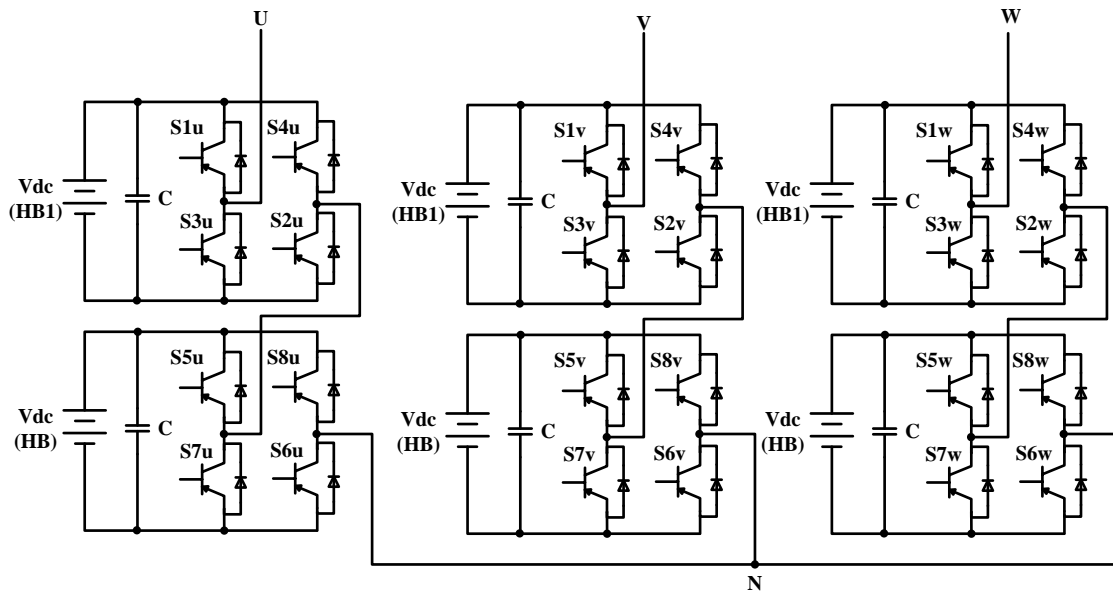 U
V
W
S1u
S4u
S1v
S4v
S1w
S4w
Vdc
(HB1)
C
S3u
S2u
Vdc
(HB1)
C
S3v
S2v
Vdc
(HB1)
C
S3w
S2w
S5u
S8u
S5v
S8v
S5w
S8w
Vdc
(HB)
C
S7u
S6u
Vdc
(HB)
C
S7v
S6v
Vdc
(HB)
C
S7w
S6w
N